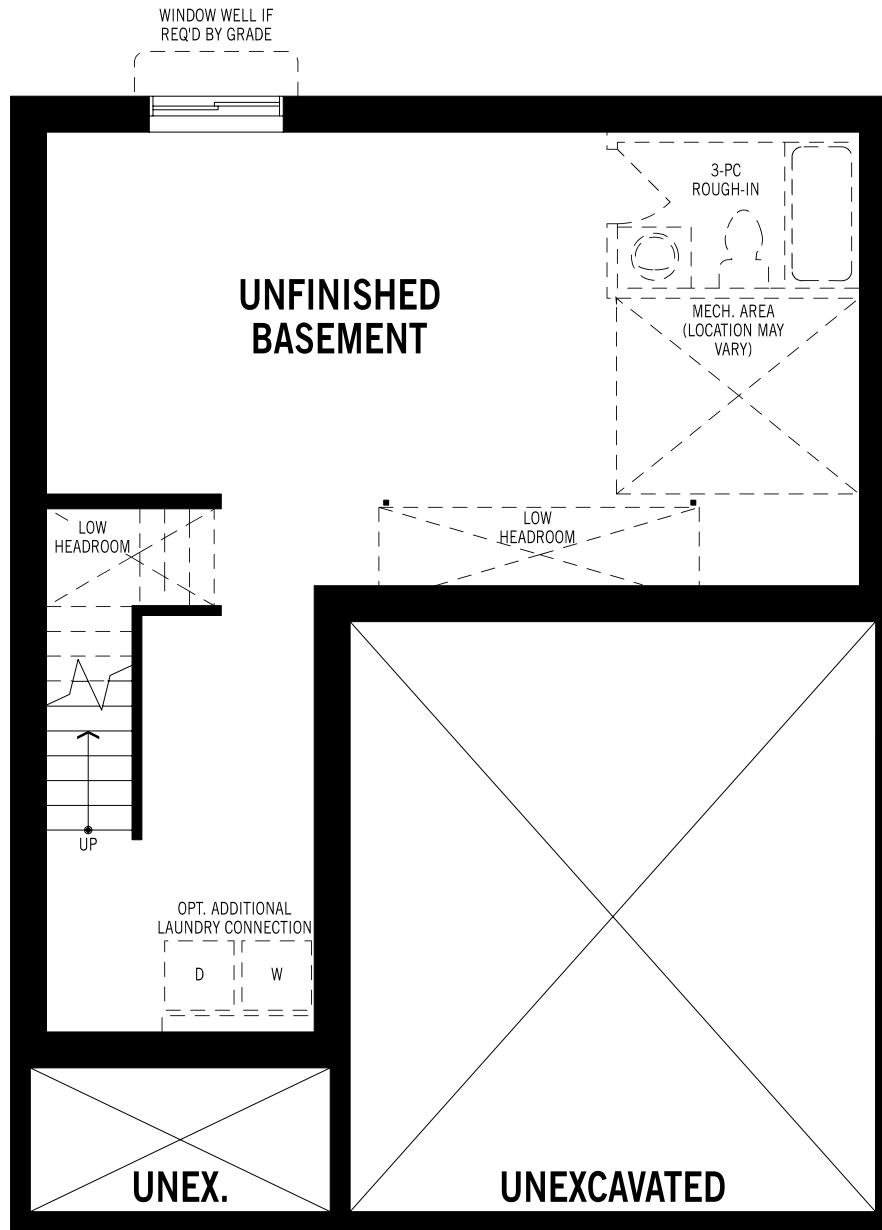 WINDOW WELL IF
REQ'D BY GRADE
3-PC
ROUGH-IN
UNFINISHED
BASEMENT
MECH. AREA
(LOCATION MAY
VARY)
LOW
HEADROOM
LOW
HEADROOM
UP
OPT. ADDITIONAL
LAUNDRY CONNECTION
D
W
UNEX.
UNEXCAVATED